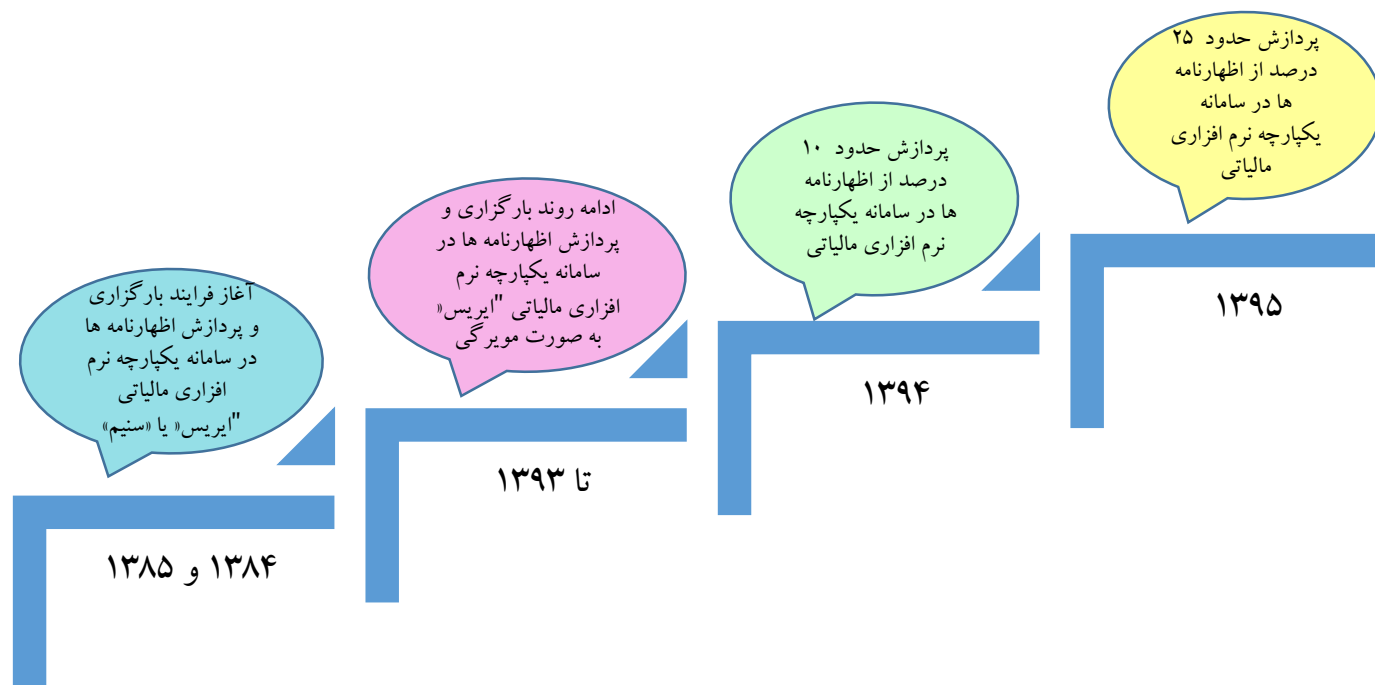 آغاز فرایند بارگزاری
و پردازش اظهارنامه ها
در سامانه یکپارچه نرم
افزاری مالیاتی
"ایریس« یا «سنیم»
۱۳۸۴ و ۱۳۸۵
ادامه روند بارگزاری و
پردازش اظهارنامه ها در
سامانه یکپارچه نرم
افزاری مالیاتی "ایریس«
به صورت مویرگی
تا ۱۳۹۳
پردازش حدود ۱۰
درصد از اظهارنامه
ها در سامانه یکپارچه
نرم افزاری مالیاتی
۱۳۹۴
پردازش حدود ۲۵
درصد از اظهارنامه
ها در سامانه
یکپارچه نرم افزاری
مالیاتی
۱۳۹۵